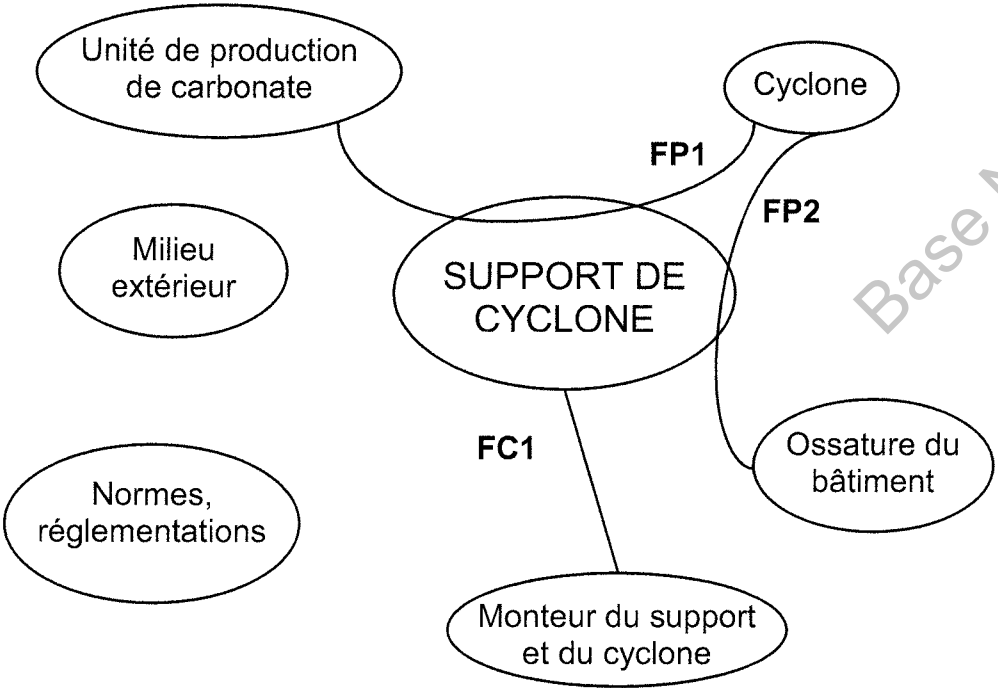 Unité de production
de carbonate
Cyclone
FP1
FP2
Milieu
extérieur
SUPPORT DE
CYCLONE
FC1
Ossature du
bâtiment
Normes,
réglementations
Monteur du support
et du cyclone
Base